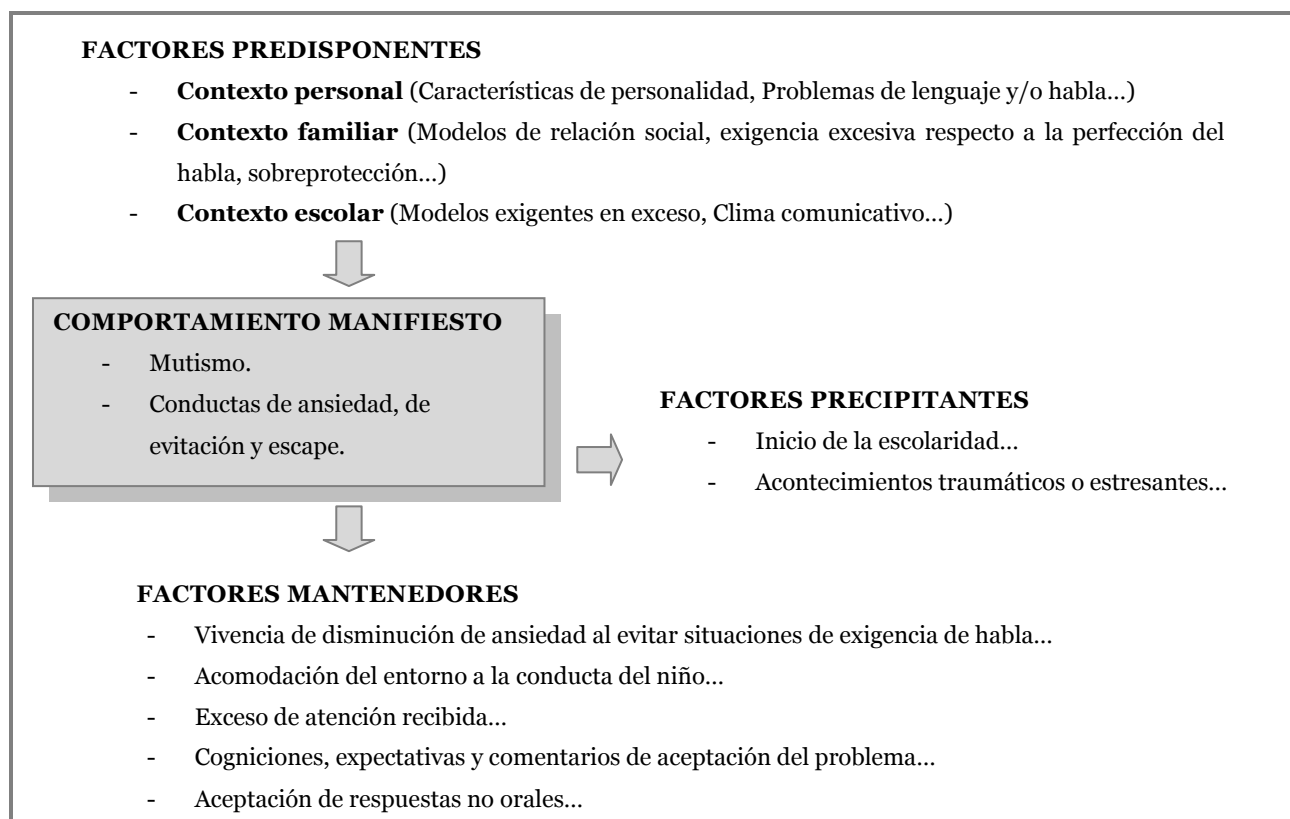 FACTORES PREDISPONENTES
- Contexto personal (Características de personalidad, Problemas de lenguaje y/o habla...)
- Contexto familiar (Modelos de relación social, exigencia excesiva respecto a la perfección del
habla, sobreprotección...)
- Contexto escolar (Modelos exigentes en exceso, Clima comunicativo...)
COMPORTAMIENTO MANIFIESTO
- Mutismo.
- Conductas de ansiedad, de
evitación y escape.
FACTORES PRECIPITANTES
- Inicio de la escolaridad...
- Acontecimientos traumáticos o estresantes...
FACTORES MANTENEDORES
- Vivencia de disminución de ansiedad al evitar situaciones de exigencia de habla...
- Acomodación del entorno a la conducta del niño...
- Exceso de atención recibida...
- Cogniciones, expectativas y comentarios de aceptación del problema...
- Aceptación de respuestas no orales...